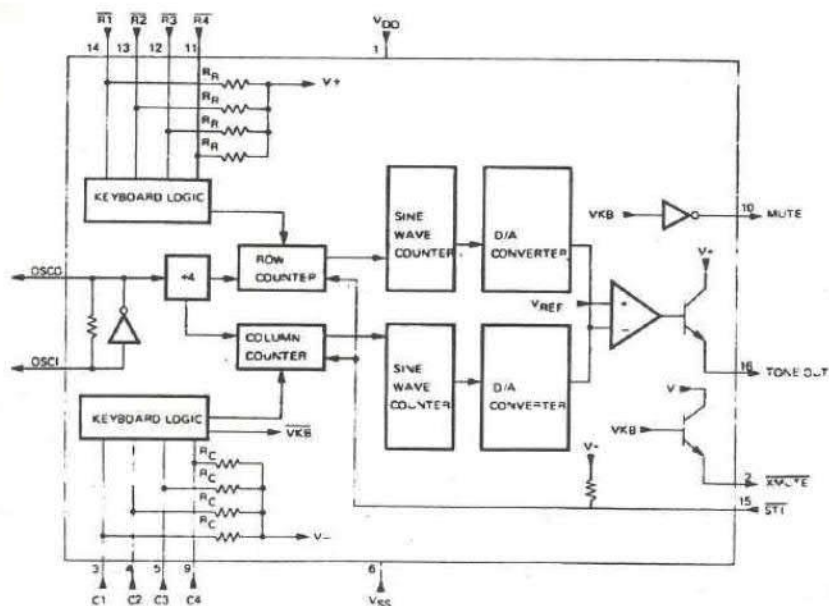 R1 R2 R3 R4 VDD
14 13 12 11 1
RR V+
RR
RR
RR
KEYBOARD LOGIC
SINE WAVE COUNTER
D/A CONVERTER
VKB 10 MUTE
OSCO
÷4
ROW COUNTER
V+
VREF
+
−
OSCI
COLUMN COUNTER
SINE WAVE COUNTER
D/A CONVERTER
16 TONE OUT
KEYBOARD LOGIC
VKB
VKB
2 XMUTE
15 STI
RC
RC
RC
RC V−
3 4 5 9 6
C1 C2 C3 C4 VSS